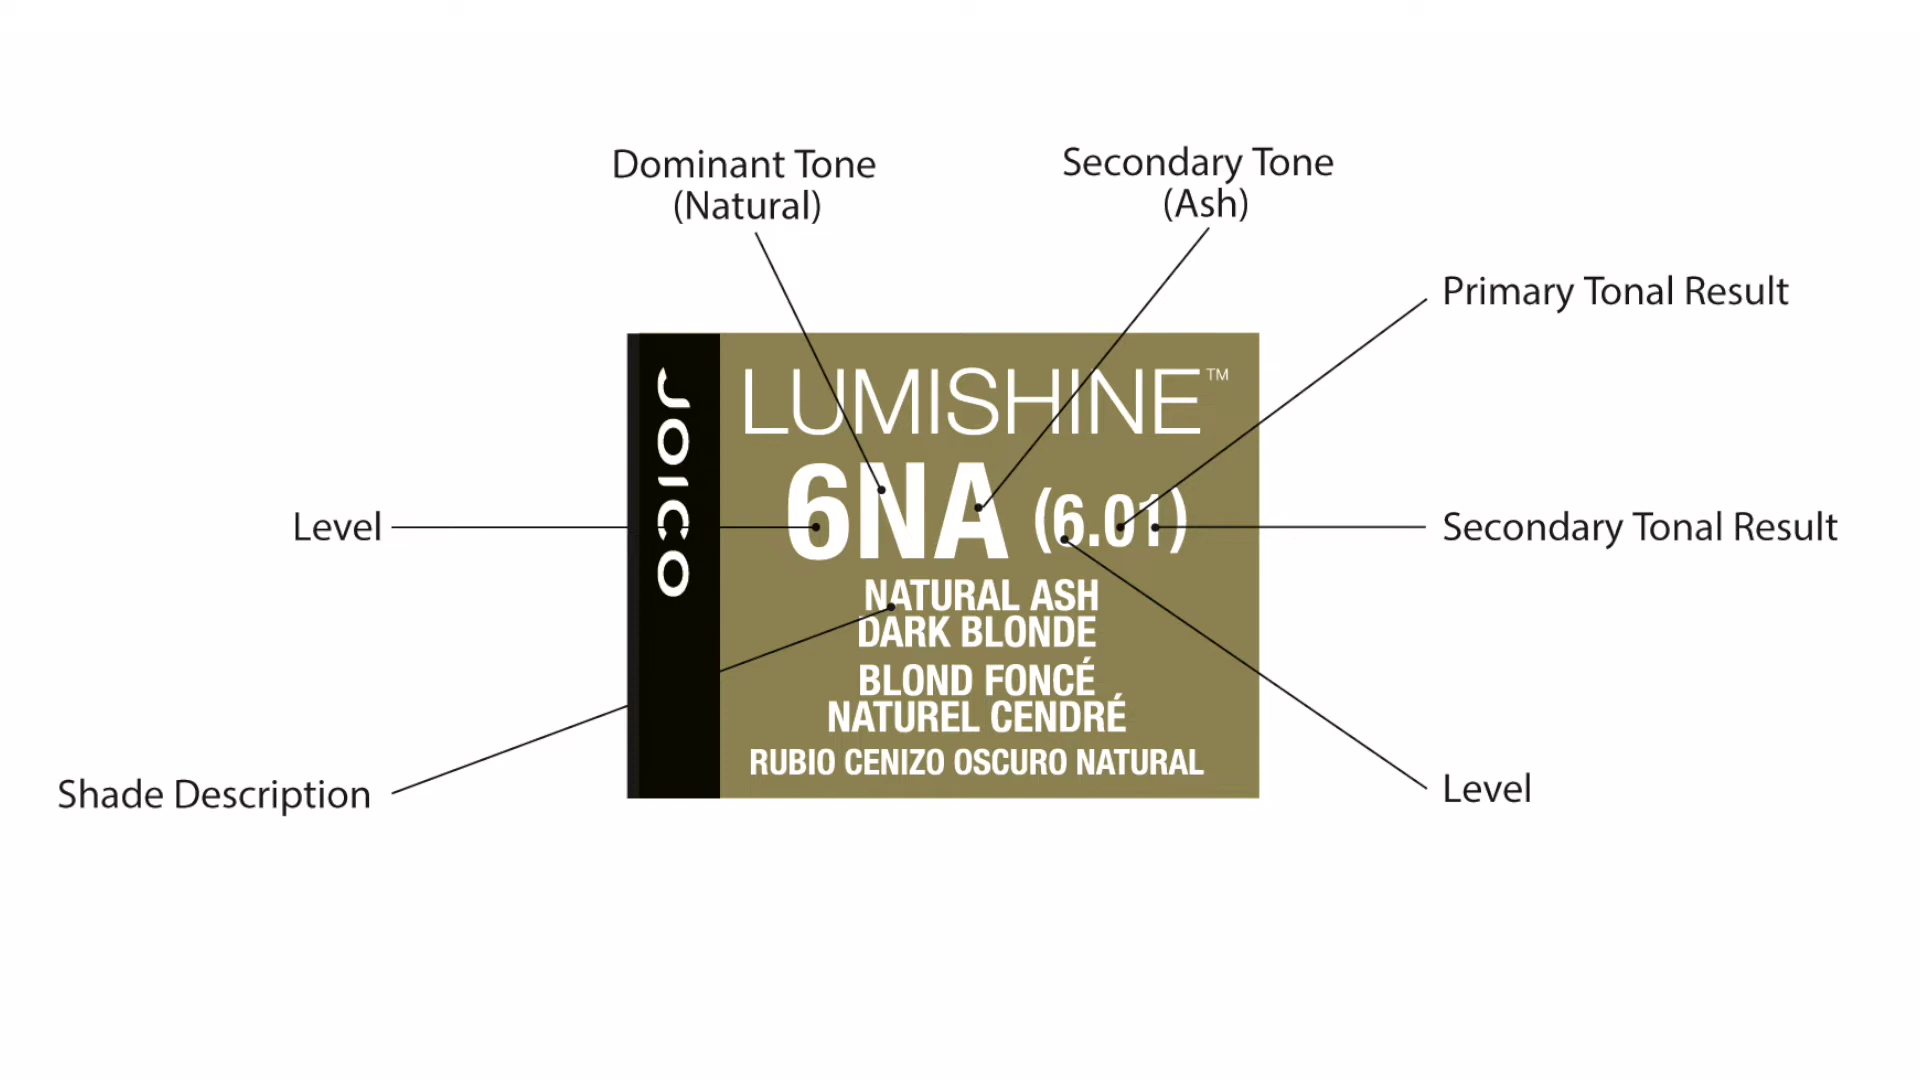 Dominant Tone
(Natural)
Secondary Tone
(Ash)
Primary Tonal Result
JOICO
LUMISHINE™
6NA (6.01)
Level
Secondary Tonal Result
NATURAL ASH
DARK BLONDE
BLOND FONCÉ
NATUREL CENDRÉ
RUBIO CENIZO OSCURO NATURAL
Shade Description
Level